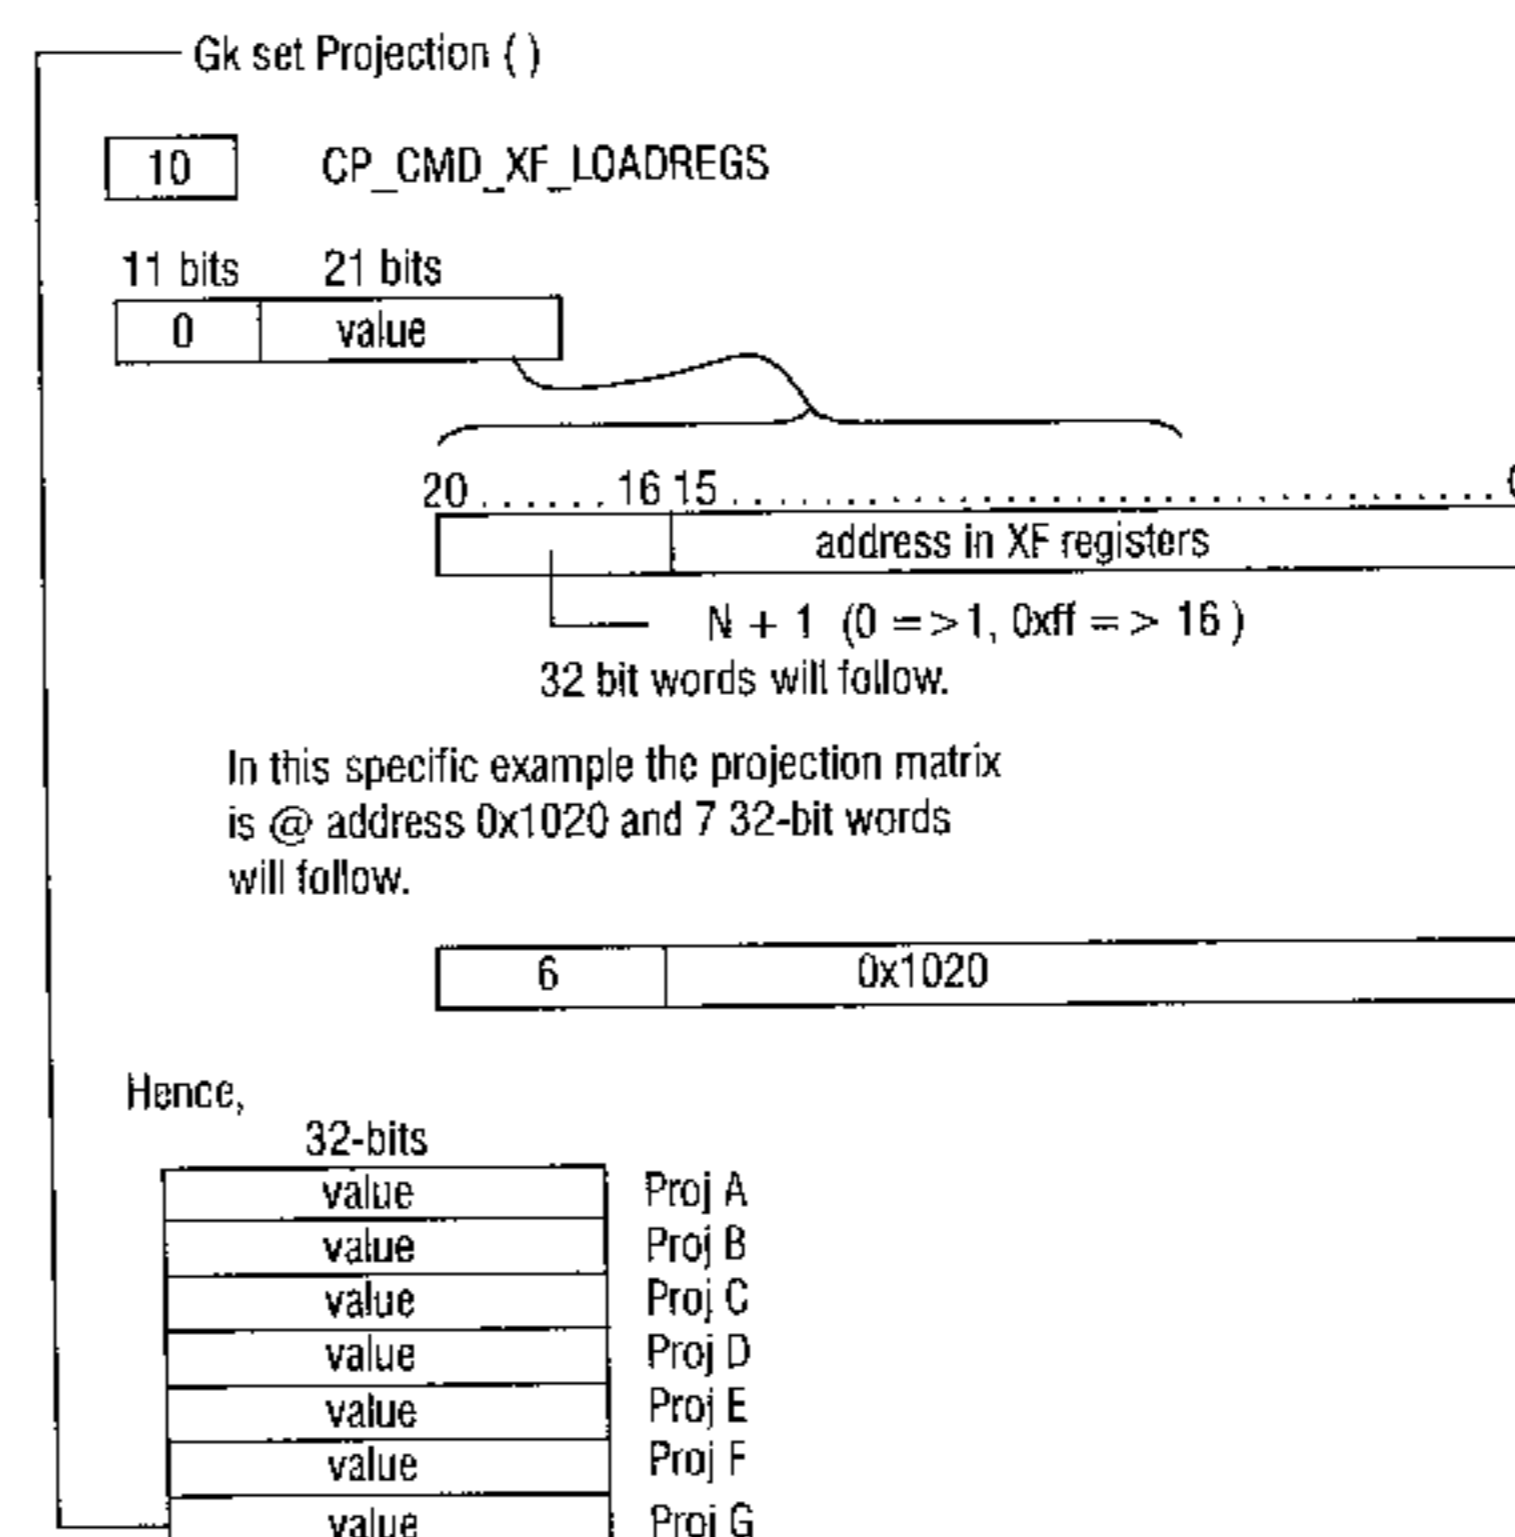 Gk set Projection ( )
10 CP_CMD_XF_LOADREGS
11 bits 21 bits
0 value
20 . . . . . . 16 15 . . . . . . . . . . . . . . . . . . . . . . . . . . . . .
address in XF registers
N + 1 (0 = >1, 0xff = > 16 )
32 bit words will follow.
In this specific example the projection matrix
is @ address 0x1020 and 7 32-bit words
will follow.
6 0x1020
Hence,
32-bits
value Proj A
value Proj B
value Proj C
value Proj D
value Proj E
value Proj F
value Proj G